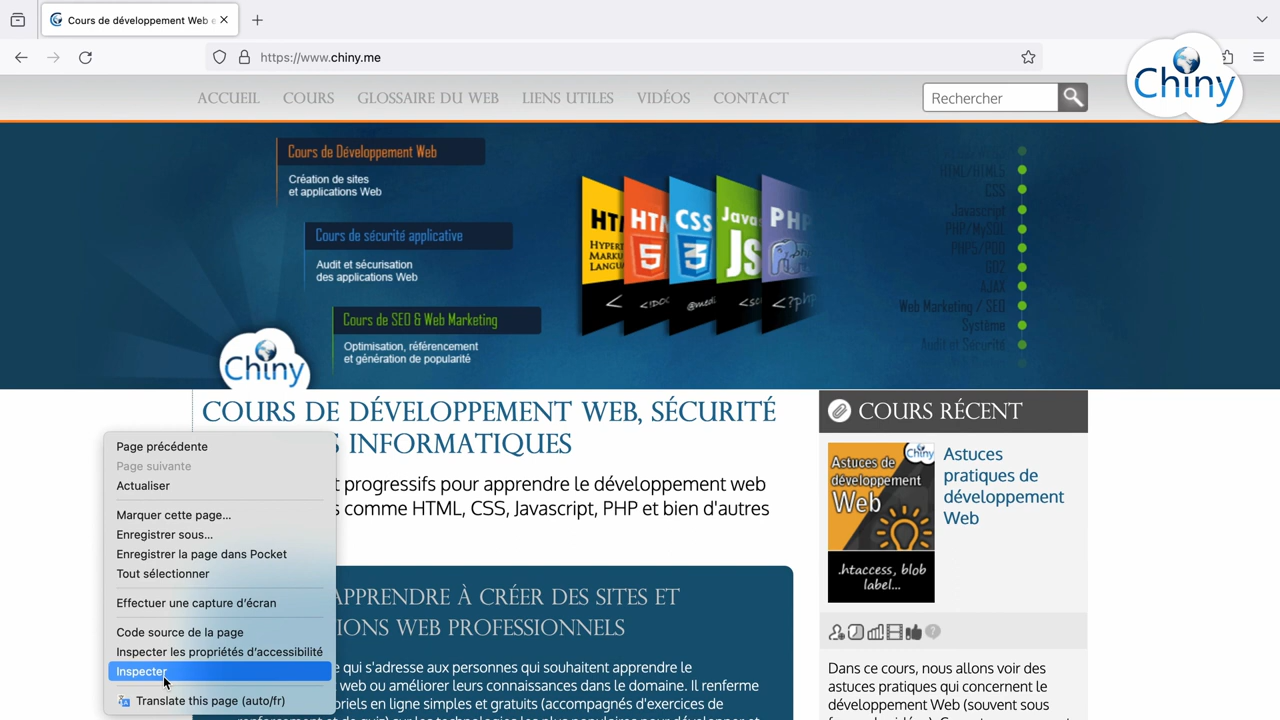 Cours de développement Web e
https://www.chiny.me
Chiny
ACCUEIL COURS GLOSSAIRE DU WEB LIENS UTILES VIDÉOS CONTACT
Rechercher
Cours de Développement Web
Création de sites
et applications Web
Cours de sécurité applicative
Audit et sécurisation
des applications Web
Cours de SEO & Web Marketing
Optimisation, référencement
et génération de popularité
Chiny
HTML/HTML5
CSS
Javascript
PHP/MySQL
PHP5/PDO
GD2
AJAX
Web Marketing / SEO
Système
Audit et Sécurité
COURS DE DÉVELOPPEMENT WEB, SÉCURITÉ
INFORMATIQUES
t progressifs pour apprendre le développement web
s comme HTML, CSS, Javascript, PHP et bien d'autres
APPRENDRE À CRÉER DES SITES ET
IONS WEB PROFESSIONNELS
e qui s'adresse aux personnes qui souhaitent apprendre le
web ou améliorer leurs connaissances dans le domaine. Il renferme
oriels en ligne simples et gratuits (accompagnés d'exercices de
Page précédente
Page suivante
Actualiser
Marquer cette page...
Enregistrer sous...
Enregistrer la page dans Pocket
Tout sélectionner
Effectuer une capture d'écran
Code source de la page
Inspecter les propriétés d'accessibilité
Inspecter
Translate this page (auto/fr)
COURS RÉCENT
Chiny
Astuces de
développement
Web
.htaccess, blob
label...
Astuces
pratiques de
développement
Web
Dans ce cours, nous allons voir des
astuces pratiques qui concernent le
développement Web (souvent sous